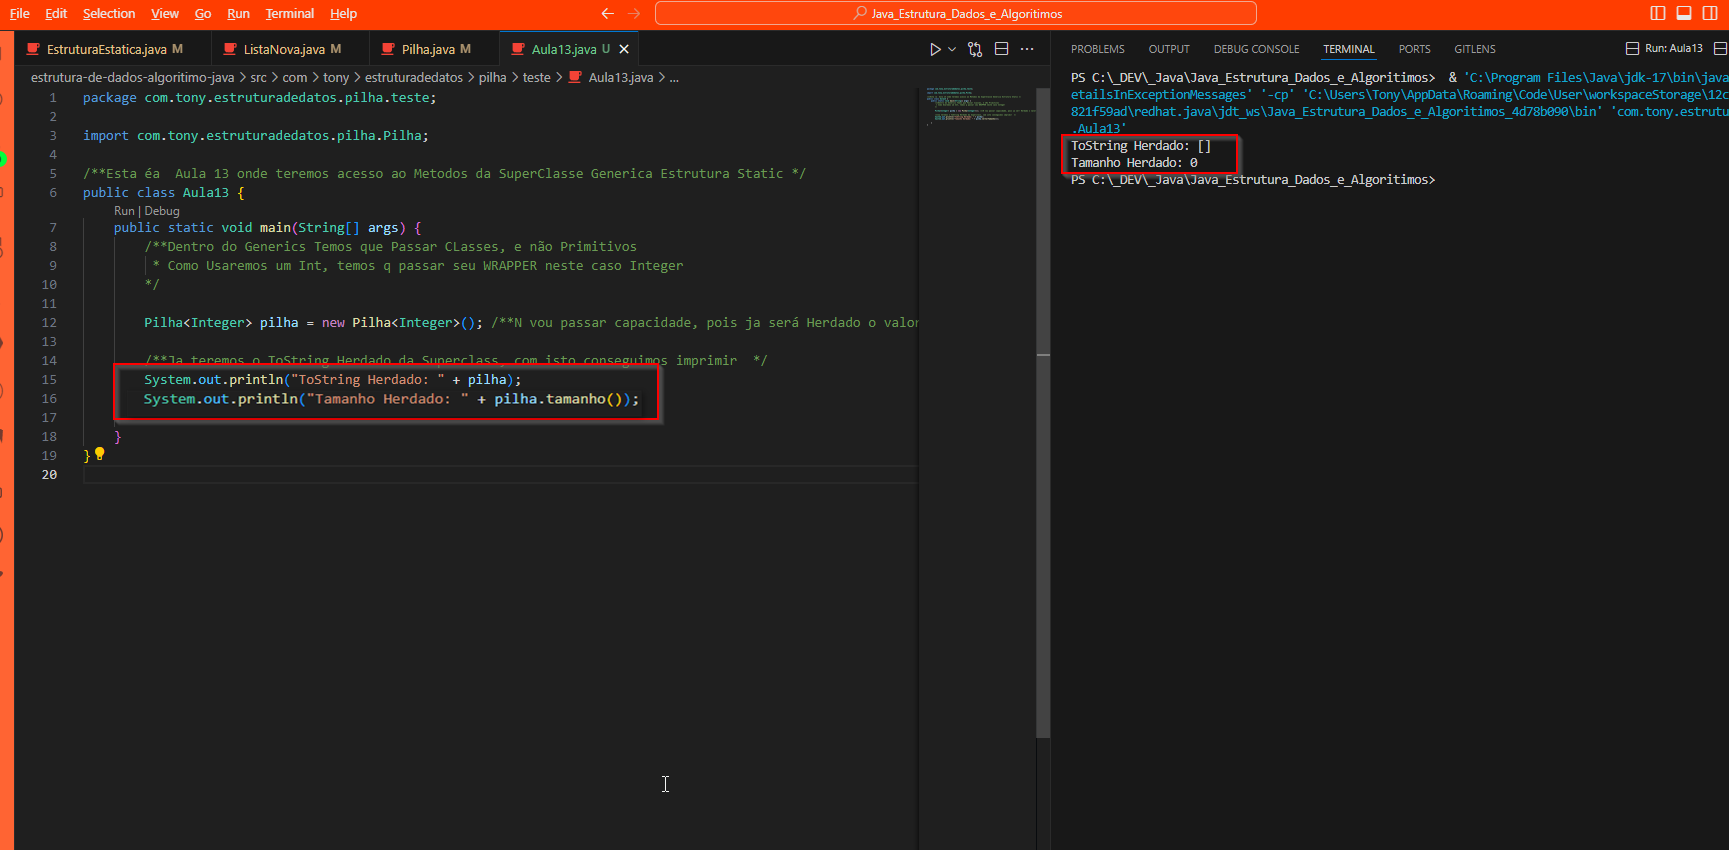 File Edit Selection View Go Run Terminal Help
Java_Estrutura_Dados_e_Algoritimos
EstruturaEstatica.java M ListaNova.java M Pilha.java M Aula13.java U
estrutura-de-dados-algoritimo-java > src > com > tony > estruturadedatos > pilha > teste > Aula13.java > ...
1 package com.tony.estruturadedatos.pilha.teste;
2
3 import com.tony.estruturadedatos.pilha.Pilha;
4
5 /**Esta éa  Aula 13 onde teremos acesso ao Metodos da SuperClasse Generica Estrutura Static */
6 public class Aula13 {
Run | Debug
7 public static void main(String[] args) {
8 /**Dentro do Generics Temos que Passar CLasses, e não Primitivos
9 * Como Usaremos um Int, temos q passar seu WRAPPER neste caso Integer
10 */
11
12 Pilha<Integer> pilha = new Pilha<Integer>(); /**N vou passar capacidade, pois ja será Herdado o valor
13
14 /**Ja teremos o ToString Herdado da Superclass, com isto conseguimos imprimir  */
15 System.out.println("ToString Herdado: " + pilha);
16 System.out.println("Tamanho Herdado: " + pilha.tamanho());
17
18 }
19 }
20
PROBLEMS OUTPUT DEBUG CONSOLE TERMINAL PORTS GITLENS Run: Aula13
PS C:\_DEV\_Java\Java_Estrutura_Dados_e_Algoritimos>  & 'C:\Program Files\Java\jdk-17\bin\java
etailsInExceptionMessages' '-cp' 'C:\Users\Tony\AppData\Roaming\Code\User\workspaceStorage\12c
821f59ad\redhat.java\jdt_ws\Java_Estrutura_Dados_e_Algoritimos_4d78b090\bin' 'com.tony.estrutu
.Aula13'
ToString Herdado: []
Tamanho Herdado: 0
PS C:\_DEV\_Java\Java_Estrutura_Dados_e_Algoritimos>